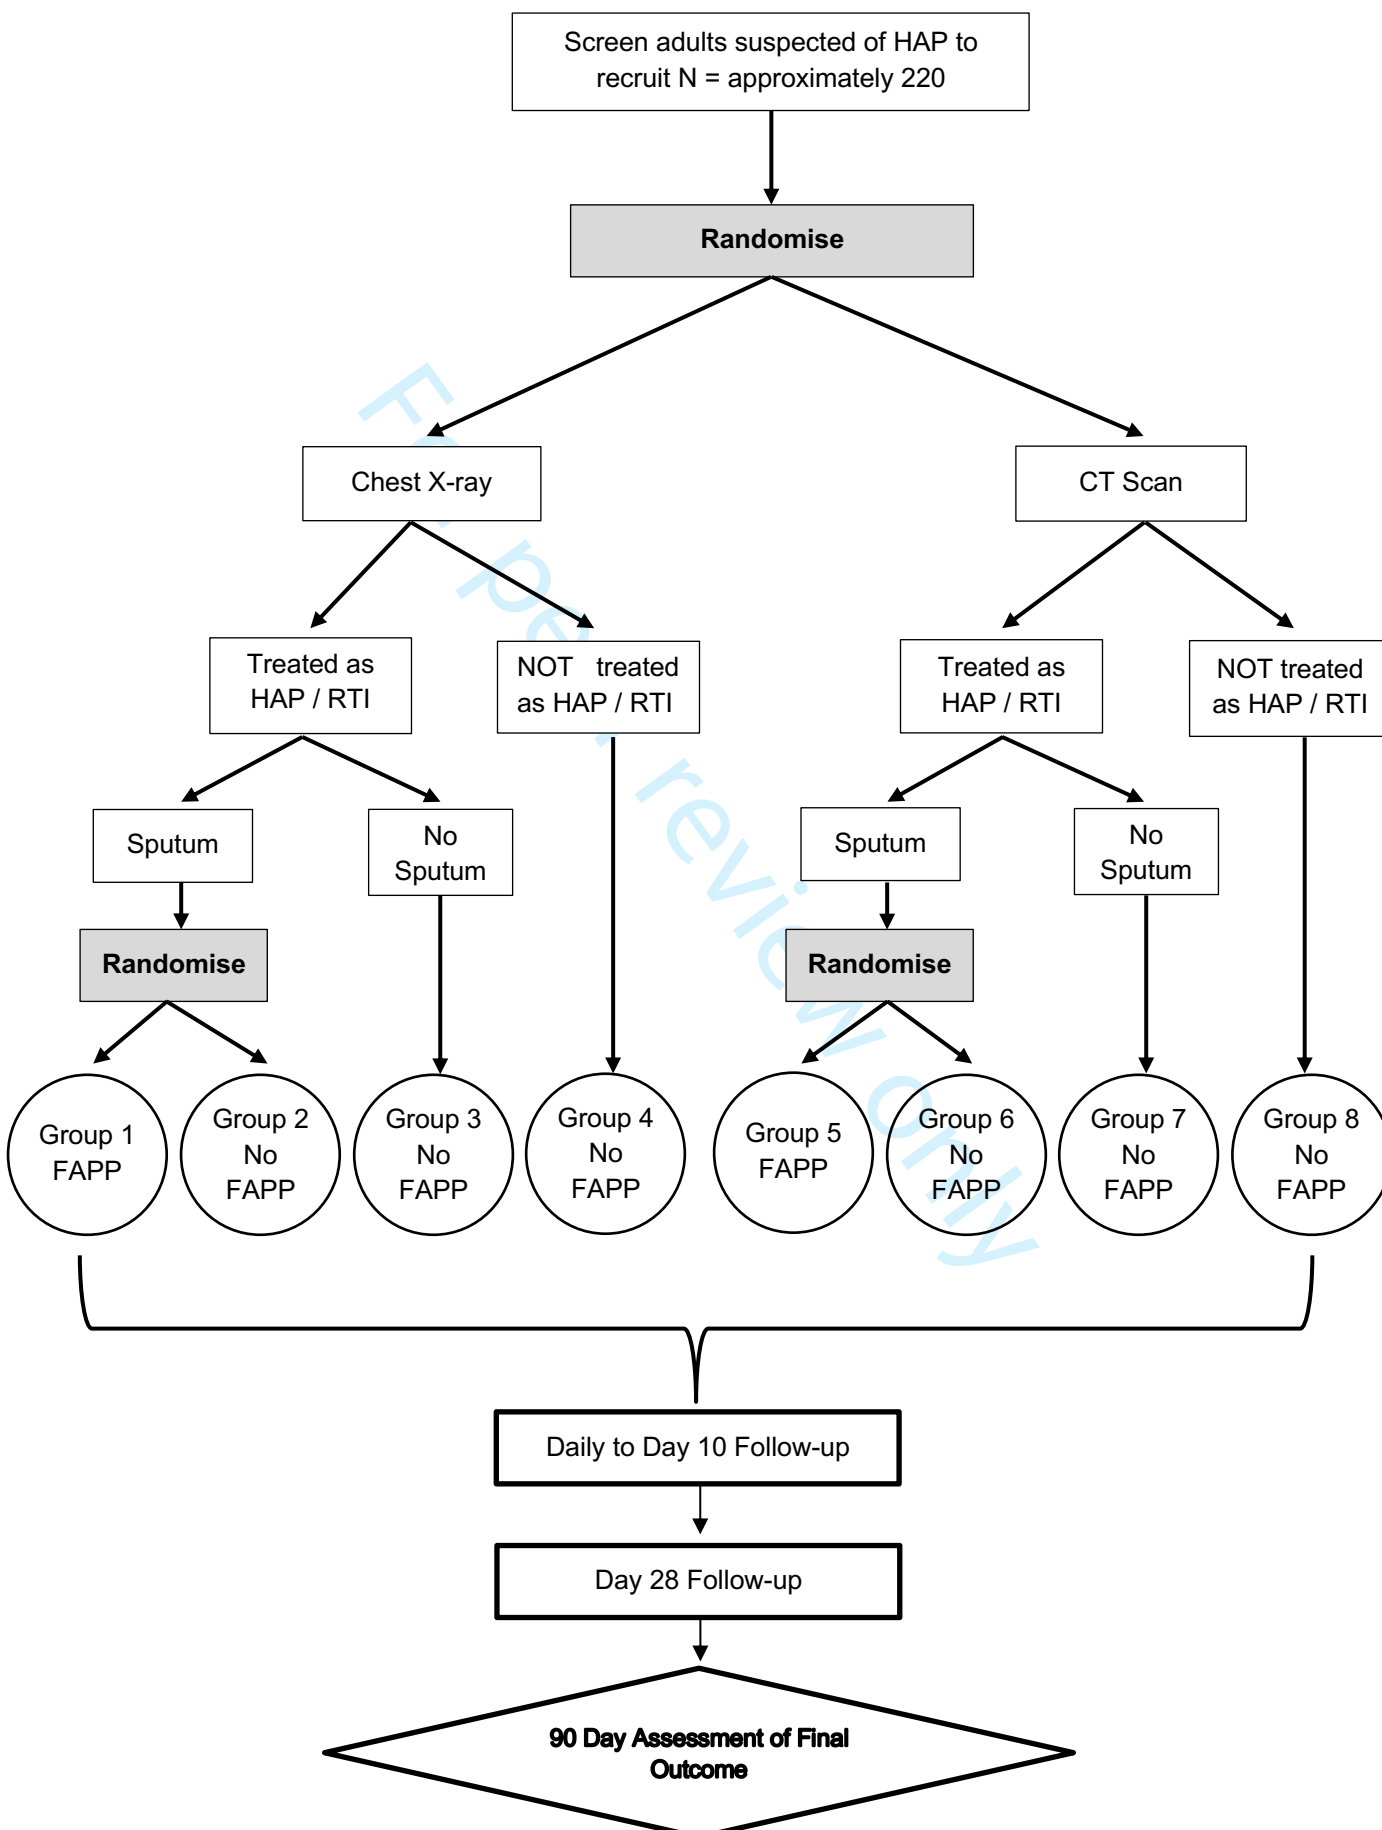 Screen adults suspected of HAP to
recruit N = approximately 220
Randomise
Chest X-ray
CT Scan
Treated as
HAP / RTI
NOT treated
as HAP / RTI
Treated as
HAP / RTI
NOT treated
as HAP / RTI
Sputum
No
Sputum
Sputum
No
Sputum
Randomise
Randomise
Group 1
FAPP
Group 2
No
FAPP
Group 3
No
FAPP
Group 4
No
FAPP
Group 5
FAPP
Group 6
No
FAPP
Group 7
No
FAPP
Group 8
No
FAPP
Daily to Day 10 Follow-up
Day 28 Follow-up
90 Day Assessment of Final
Outcome
For peer review only